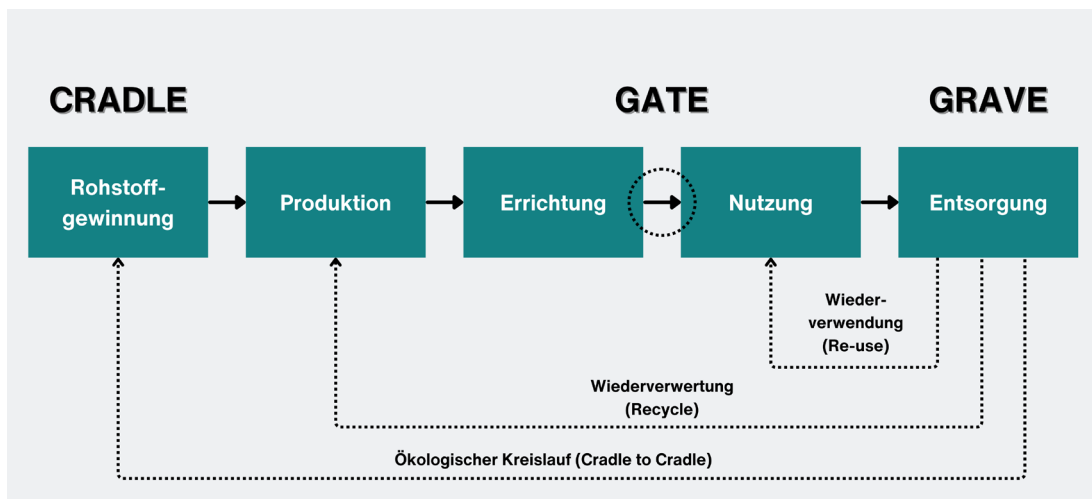 CRADLE
GATE
GRAVE
Rohstoff-
gewinnung
Produktion
Errichtung
Nutzung
Entsorgung
Wieder-
verwendung
(Re-use)
Wiederverwertung
(Recycle)
Ökologischer Kreislauf (Cradle to Cradle)